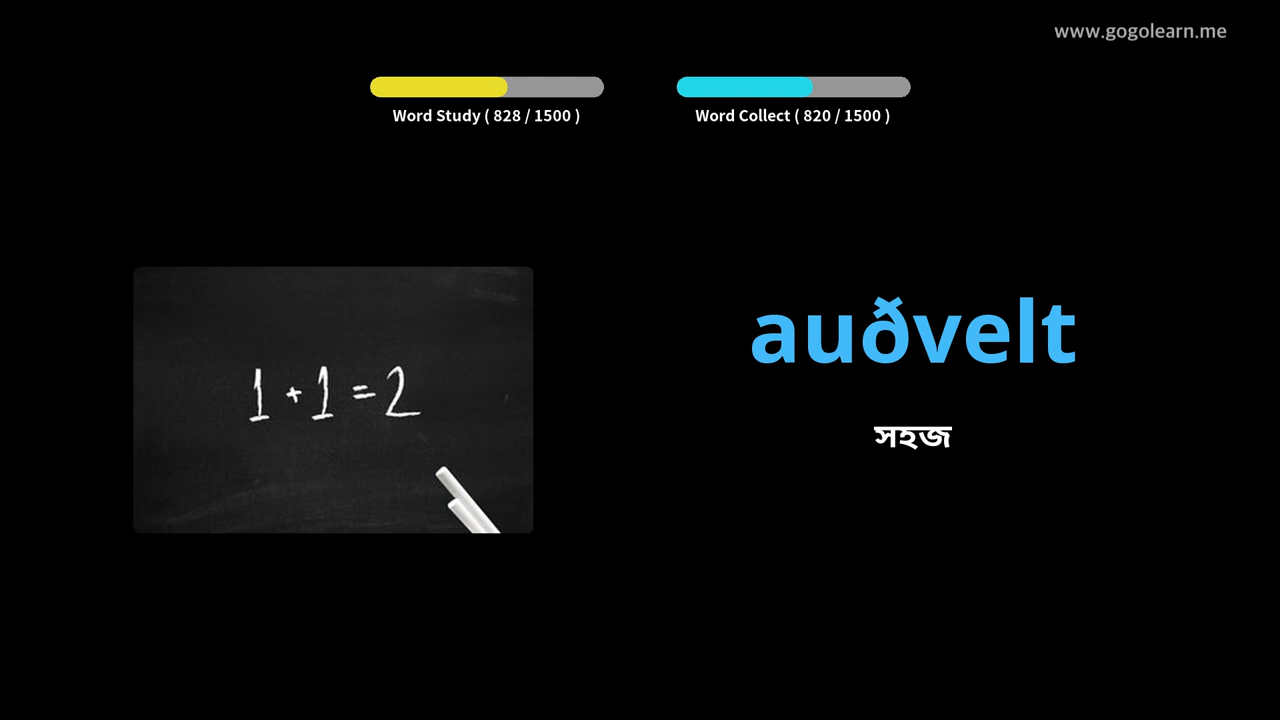 www.gogolearn.me
Word Study ( 828 / 1500 )
Word Collect ( 820 / 1500 )
1 + 1 = 2
auðvelt
সহজ